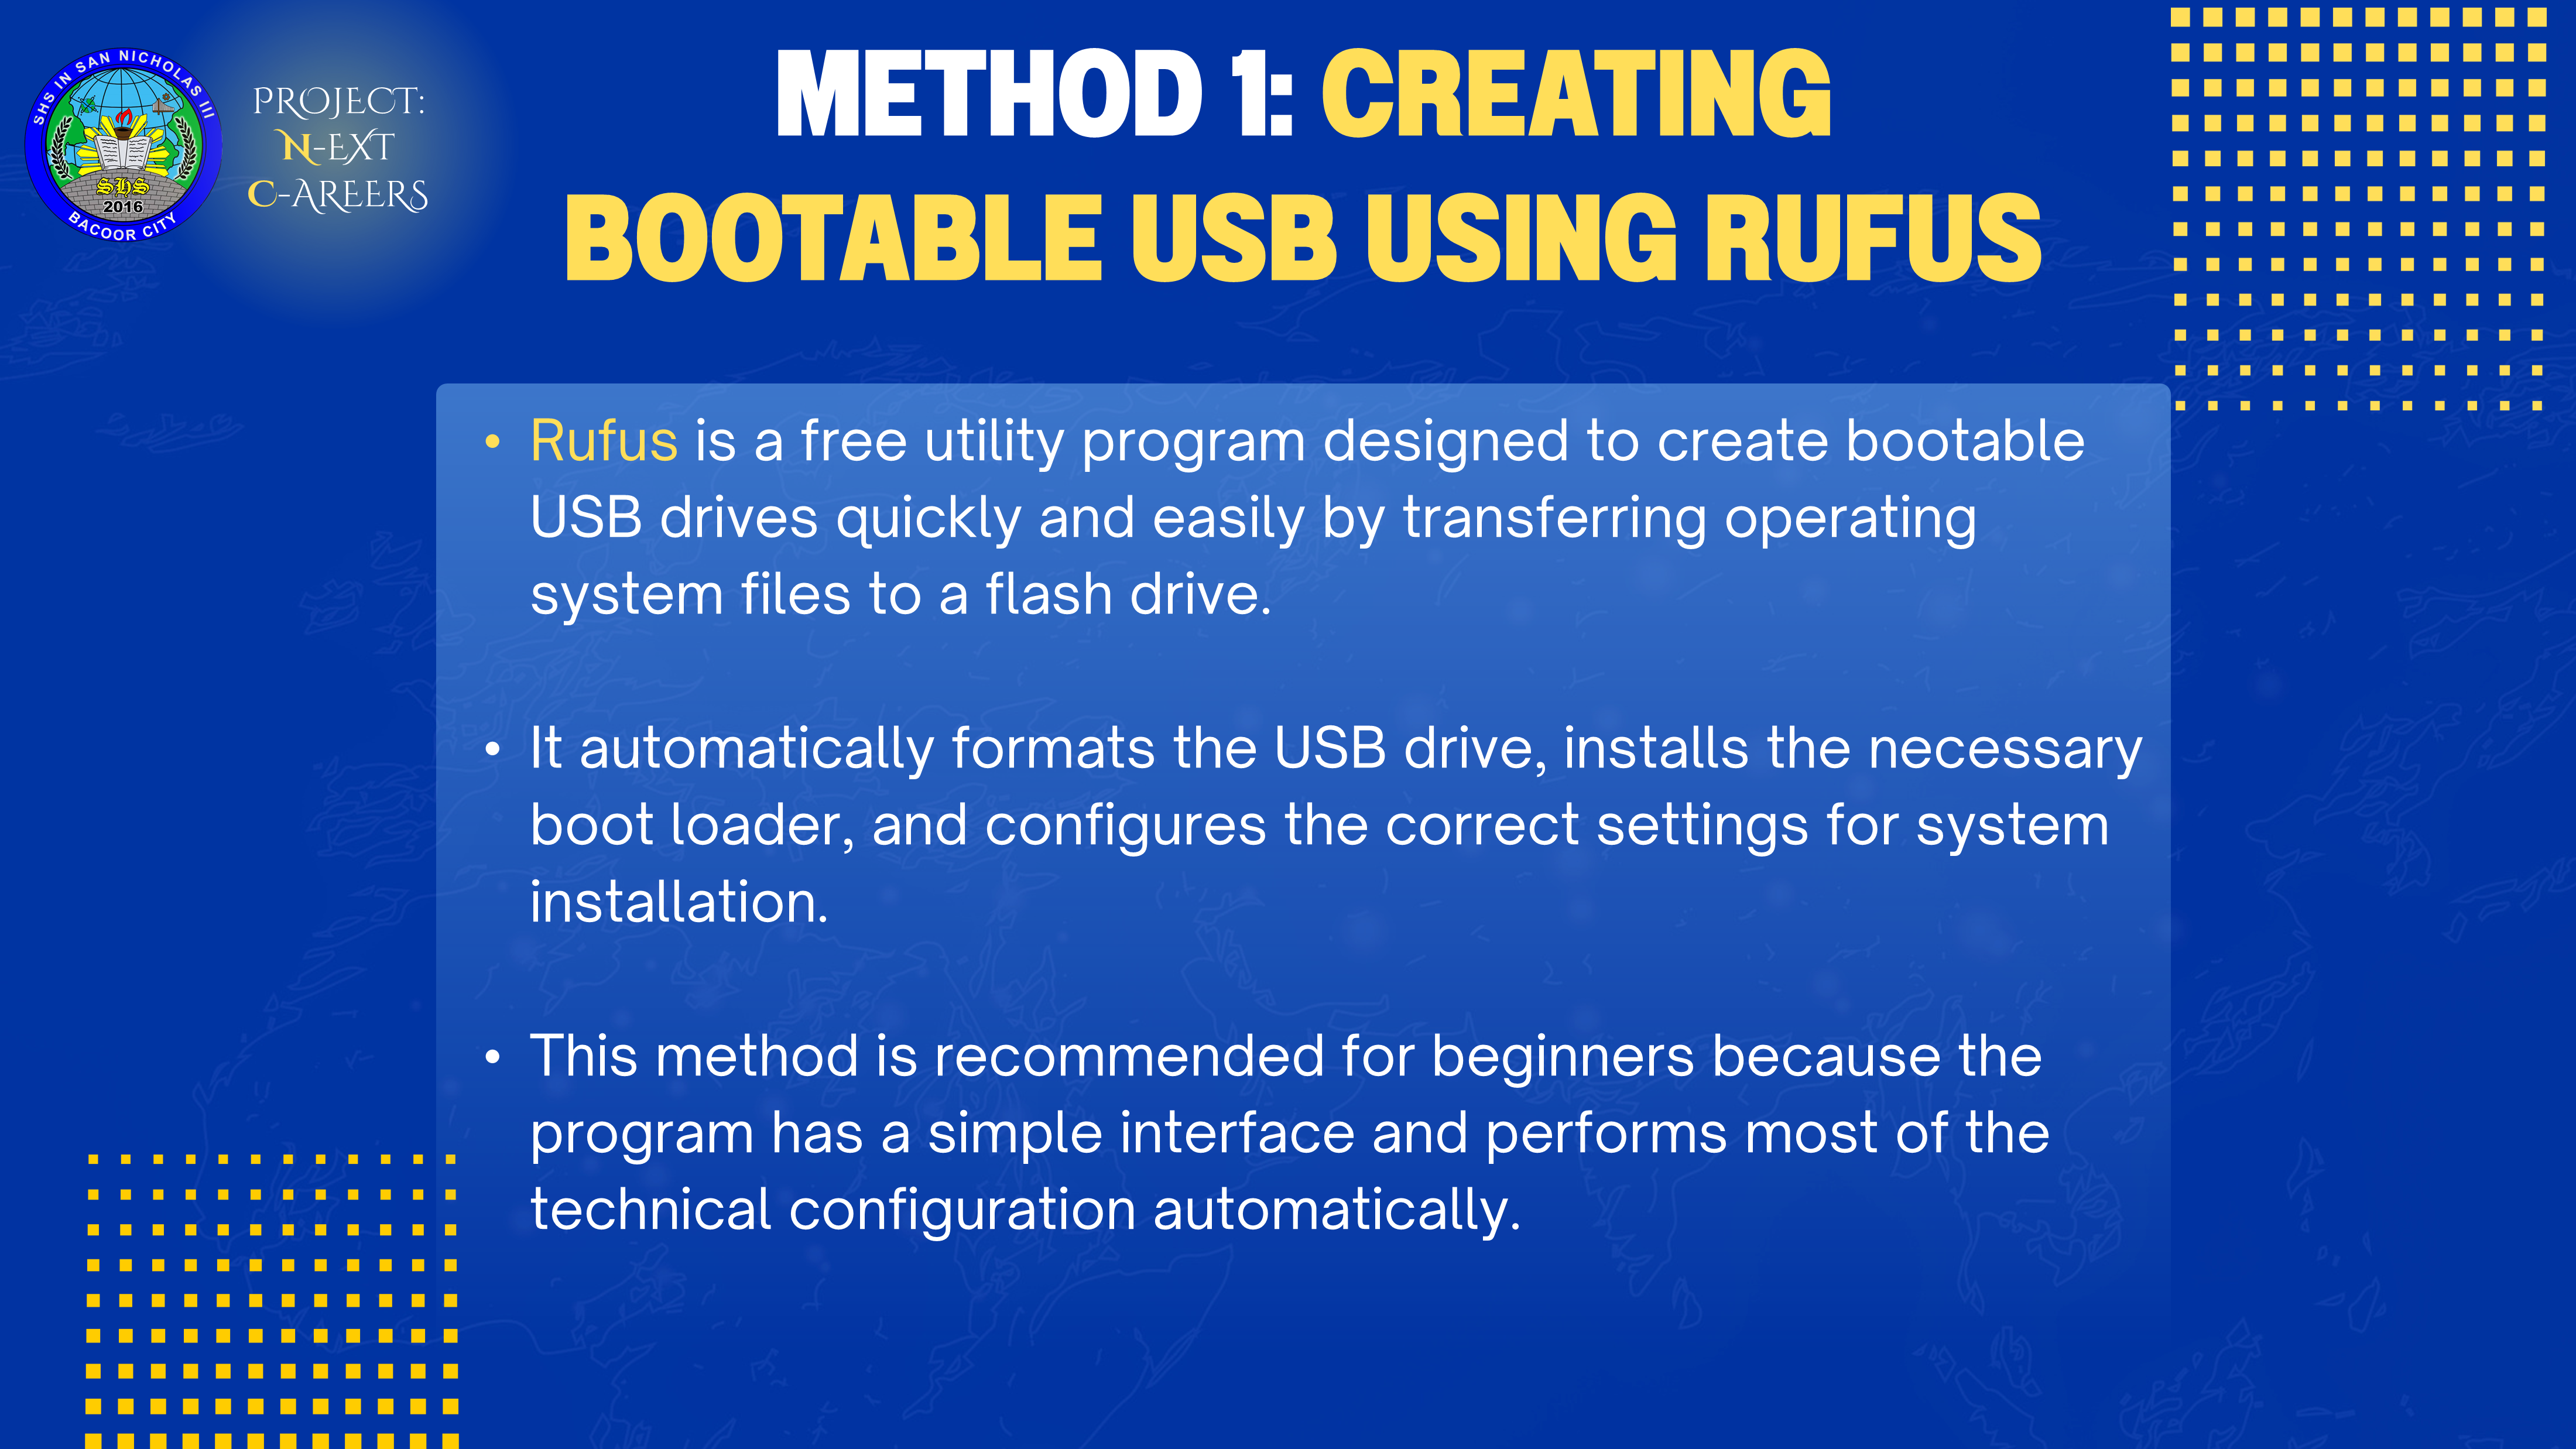 SHS IN SAN NICHOLAS III
SHS
2016
BACOOR CITY
PROJECT:
N-EXT
C-AREERS
METHOD 1: CREATING
BOOTABLE USB USING RUFUS
• Rufus is a free utility program designed to create bootable
USB drives quickly and easily by transferring operating
system files to a flash drive.
• It automatically formats the USB drive, installs the necessary
boot loader, and configures the correct settings for system
installation.
• This method is recommended for beginners because the
program has a simple interface and performs most of the
technical configuration automatically.